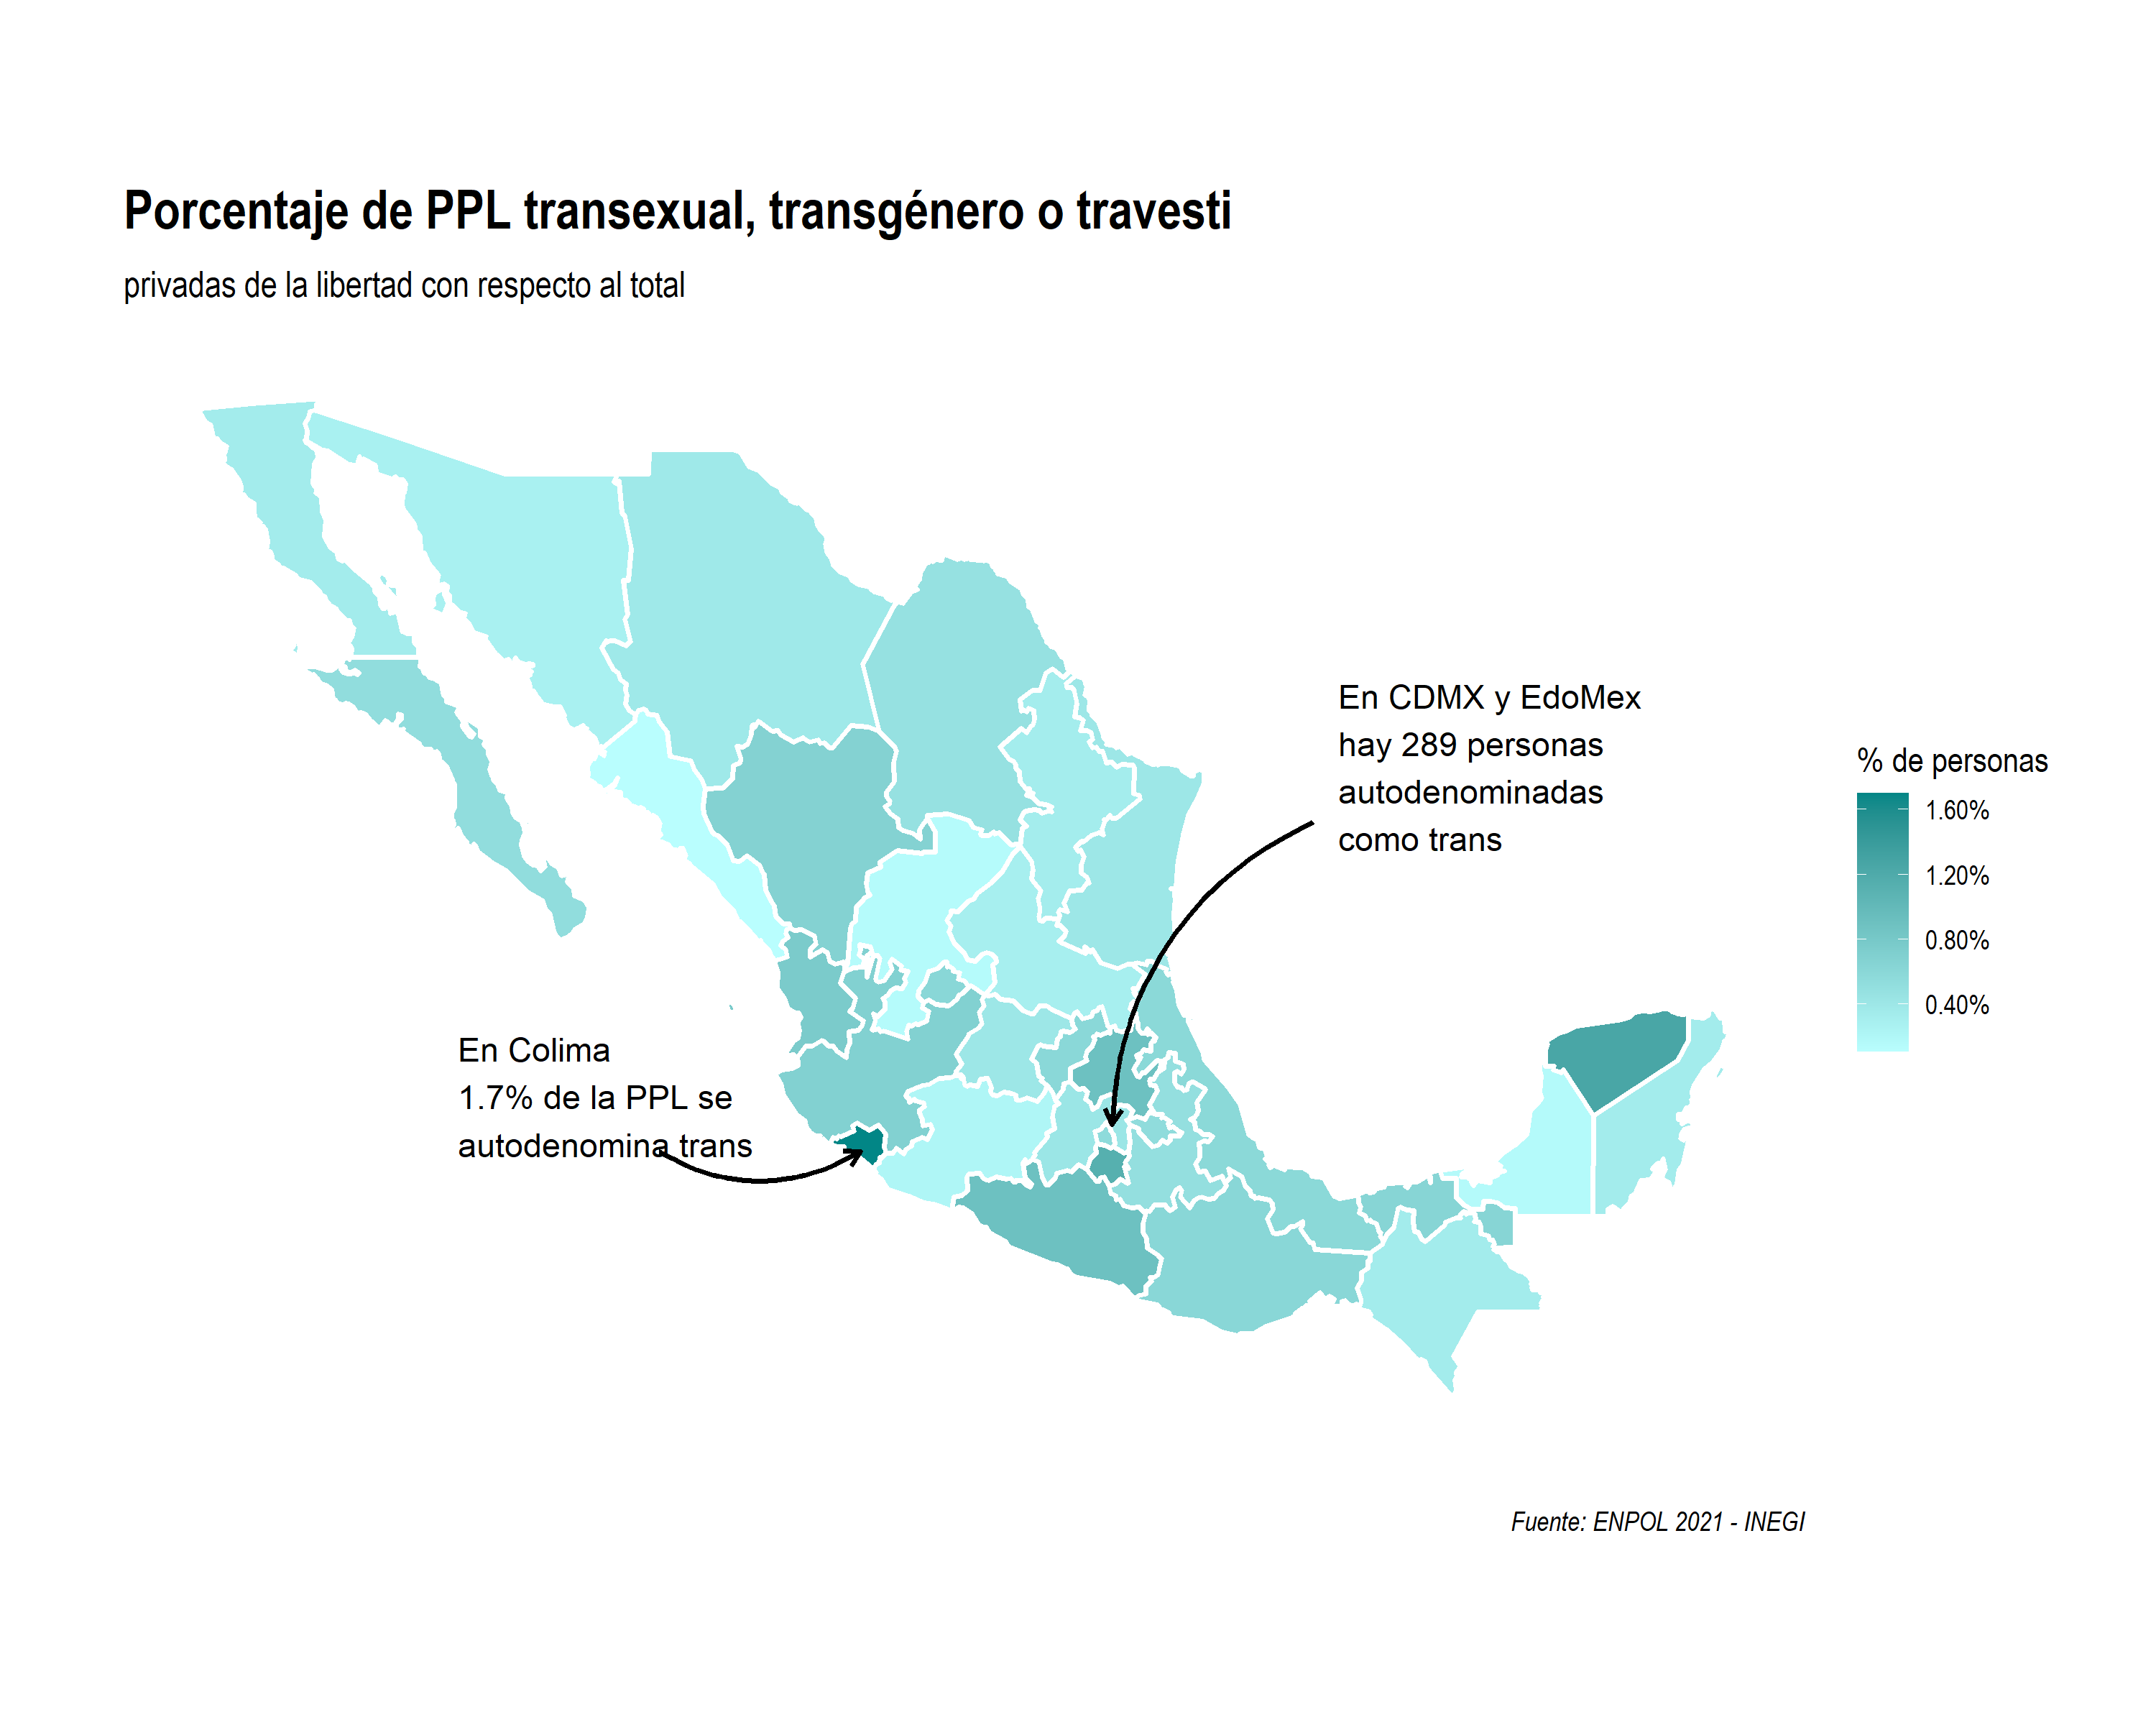 Porcentaje de PPL transexual, transgénero o travesti
privadas de la libertad con respecto al total
En CDMX y EdoMex
hay 289 personas
autodenominadas
como trans
% de personas
1.60%
1.20%
0.80%
0.40%
En Colima
1.7% de la PPL se
autodenomina trans
Fuente: ENPOL 2021 - INEGI